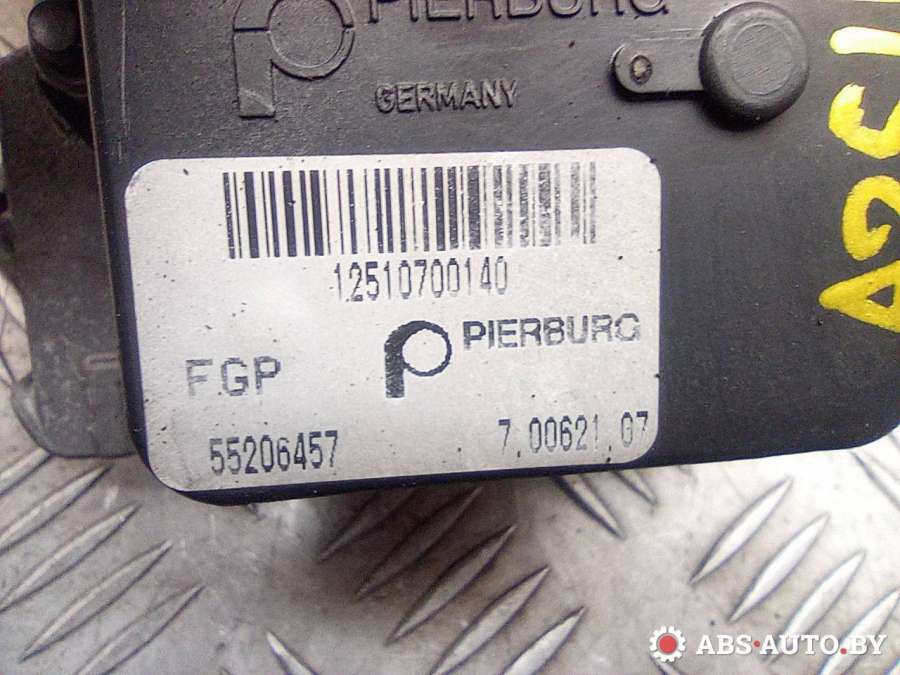 PIERBURG
GERMANY
12510700140
PIERBURG
FGP
55206457
7.00621.07
ABS-AUTO.BY